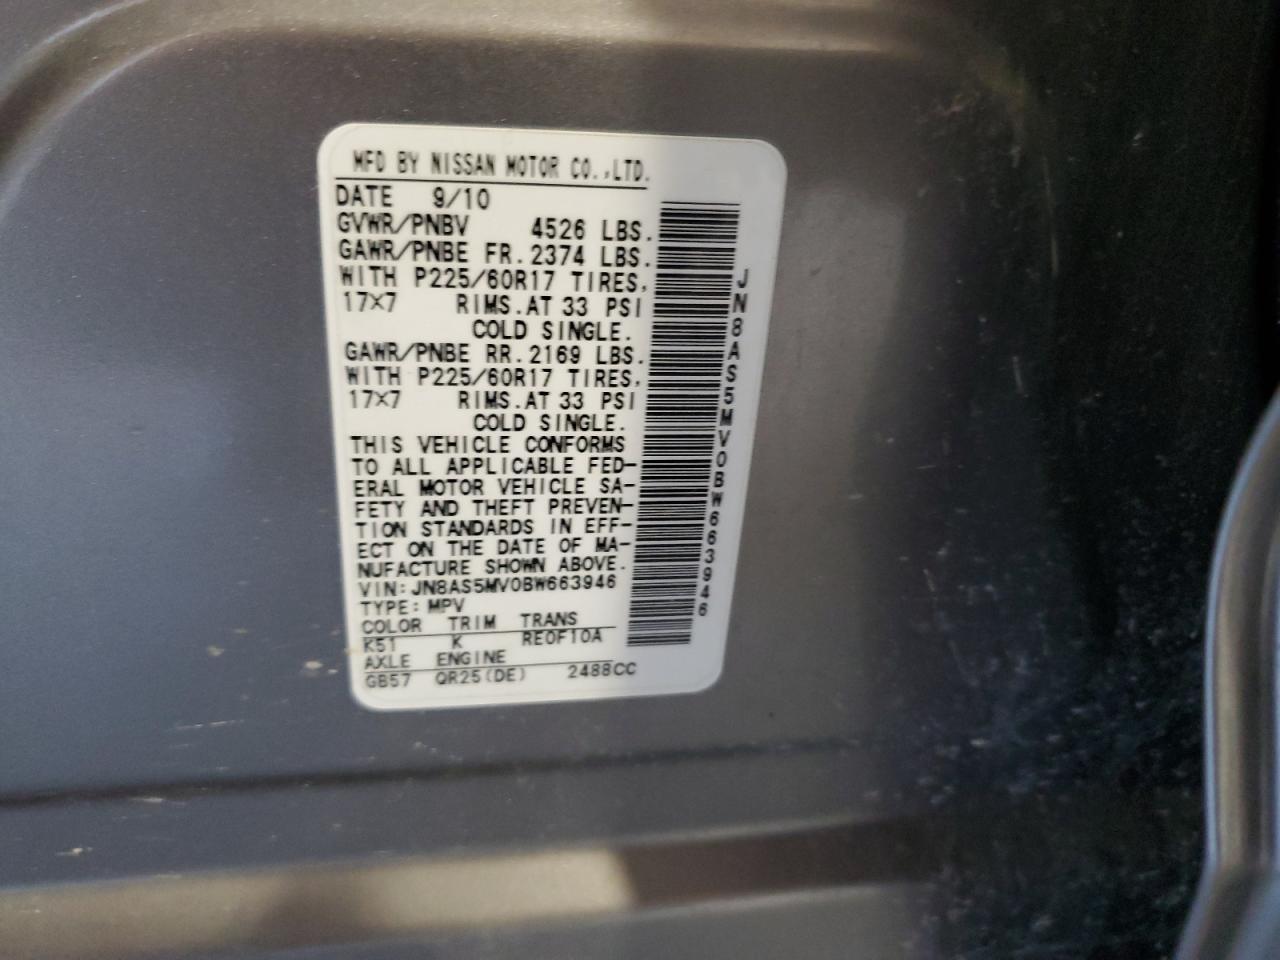 MFD BY NISSAN MOTOR CO.,LTD.
DATE 9/10
GVWR/PNBV 4526 LBS.
GAWR/PNBE FR. 2374 LBS.
WITH P225/60R17 TIRES,
17×7 RIMS. AT 33 PSI
COLD SINGLE.
GAWR/PNBE RR. 2169 LBS.
WITH P225/60R17 TIRES,
17×7 RIMS. AT 33 PSI
COLD SINGLE.
THIS VEHICLE CONFORMS
TO ALL APPLICABLE FED-
ERAL MOTOR VEHICLE SA-
FETY AND THEFT PREVEN-
TION STANDARDS IN EFF-
ECT ON THE DATE OF MA-
NUFACTURE SHOWN ABOVE.
VIN: JN8AS5MV0BW663946
TYPE: MPV
COLOR TRIM TRANS
K51 K RE0F10A
AXLE ENGINE
GB57 QR25(DE) 2488CC
JN8AS5MV0BW663946